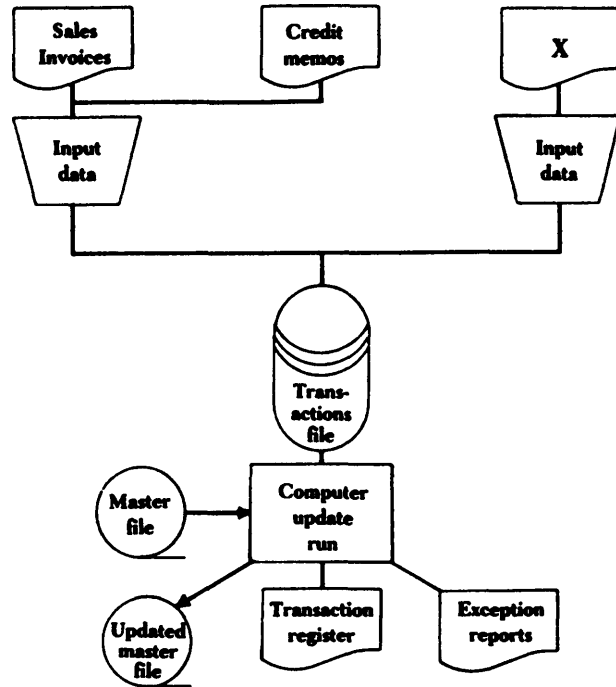 Sales
Invoices
Credit
memos
X
Input
data
Input
data
Trans-
actions
file
Master
file
Computer
update
run
Updated
master
file
Transaction
register
Exception
reports